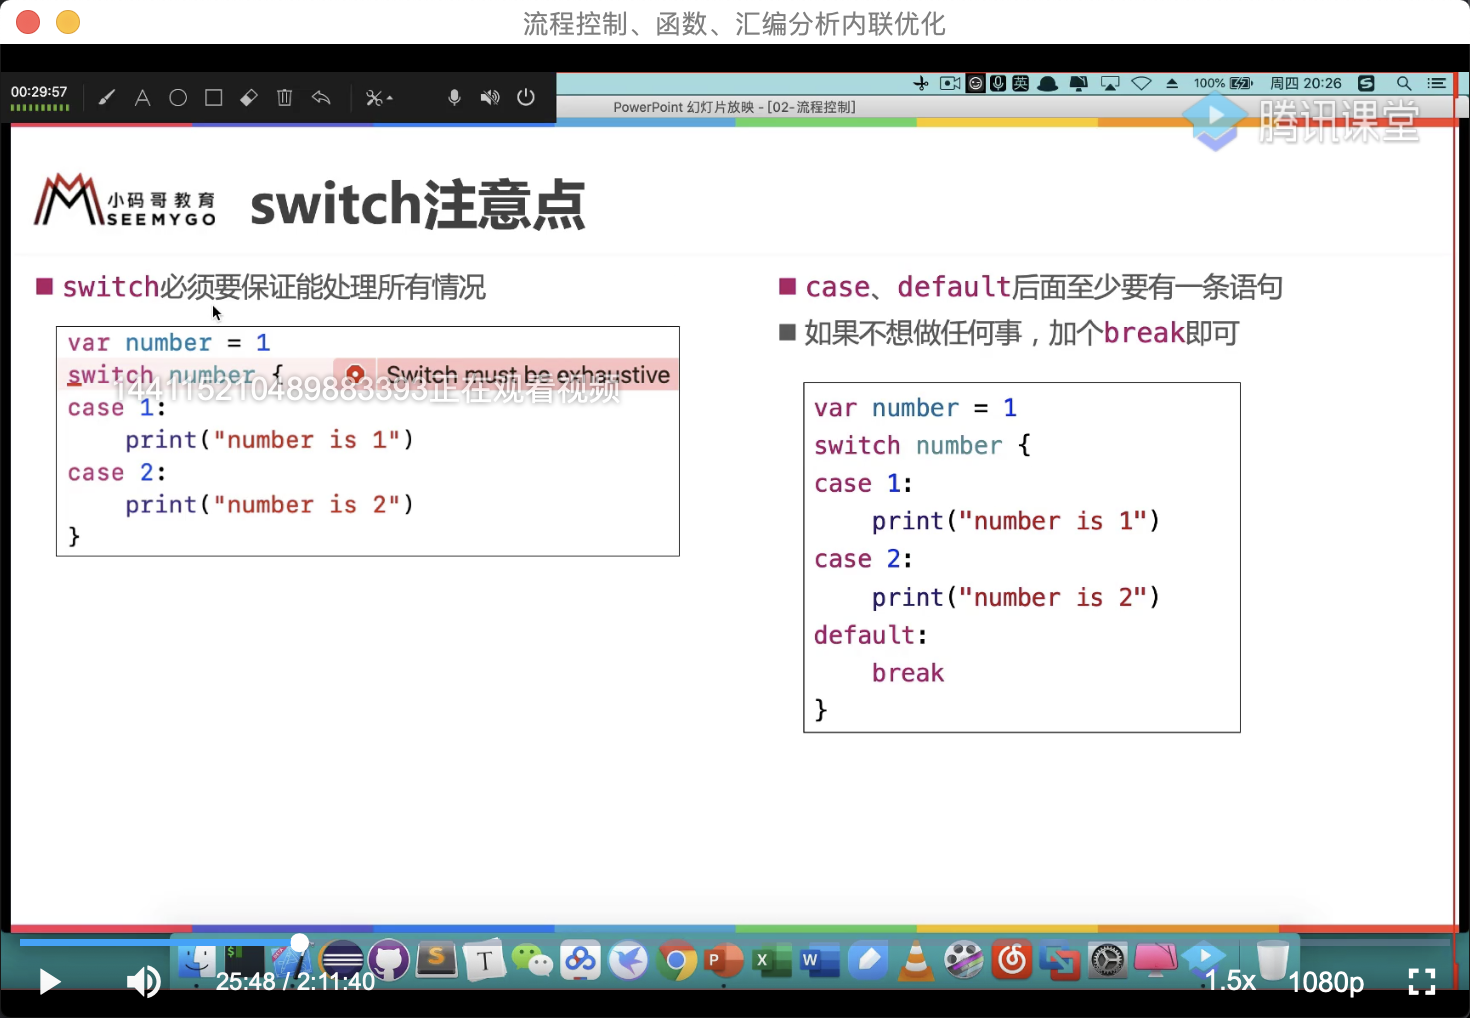 流程控制、函数、汇编分析内联优化
00:29:57
英
100%
周四 20:26
PowerPoint 幻灯片放映 - [02-流程控制]
腾讯课堂
小码哥教育
SEEMYGO
switch注意点
switch必须要保证能处理所有情况
var number = 1
switch number {
Switch must be exhaustive
144115210489883393正在观看视频
case 1:
print("number is 1")
case 2:
print("number is 2")
}
case、default后面至少要有一条语句
如果不想做任何事，加个break即可
var number = 1
switch number {
case 1:
print("number is 1")
case 2:
print("number is 2")
default:
break
}
25:48 / 2:11:40
1.5x
1080p